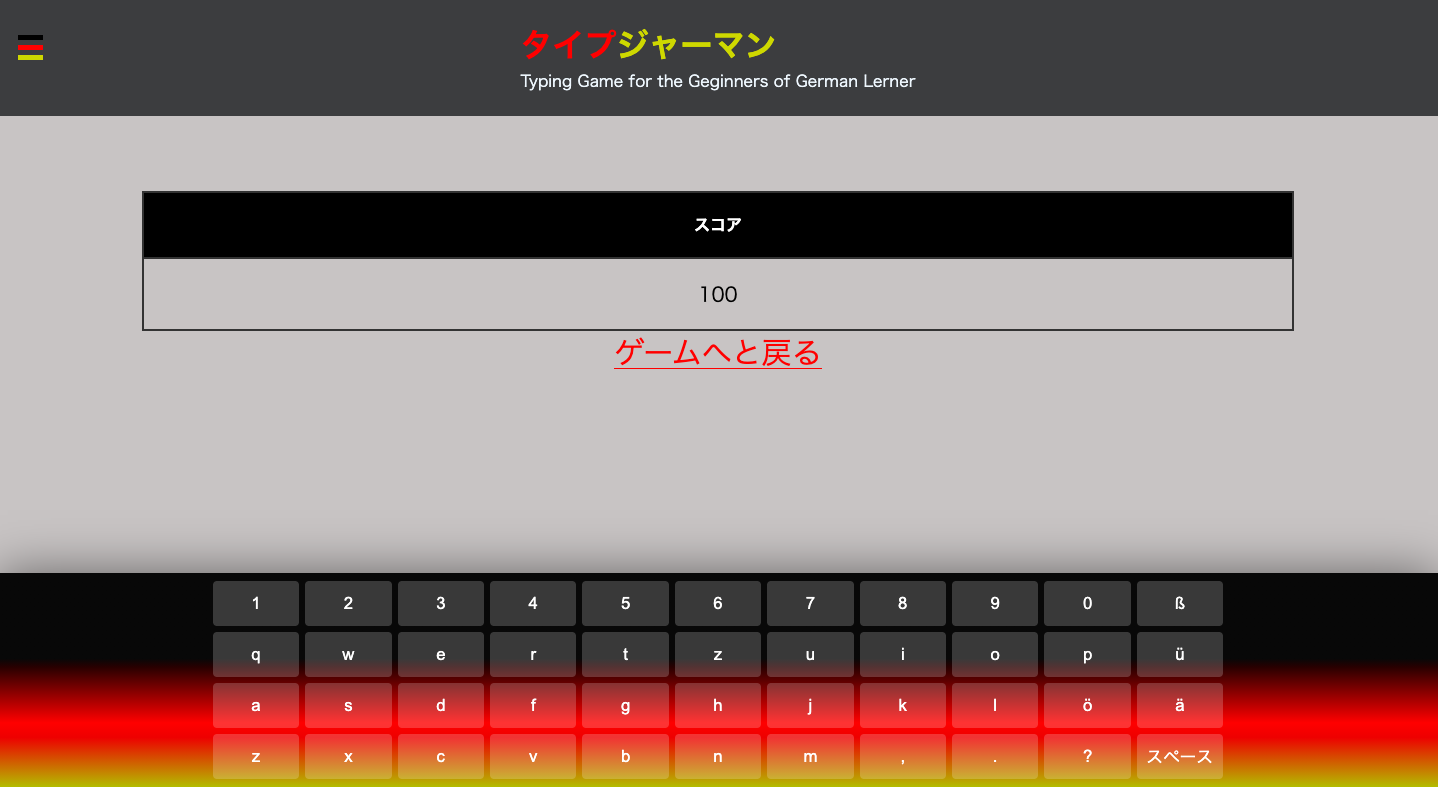 タイプジャーマン
Typing Game for the Geginners of German Lerner
スコア
100
ゲームへと戻る
1 2 3 4 5 6 7 8 9 0 ß
q w e r t z u i o p ü
a s d f g h j k l ö ä
z x c v b n m , . ? スペース